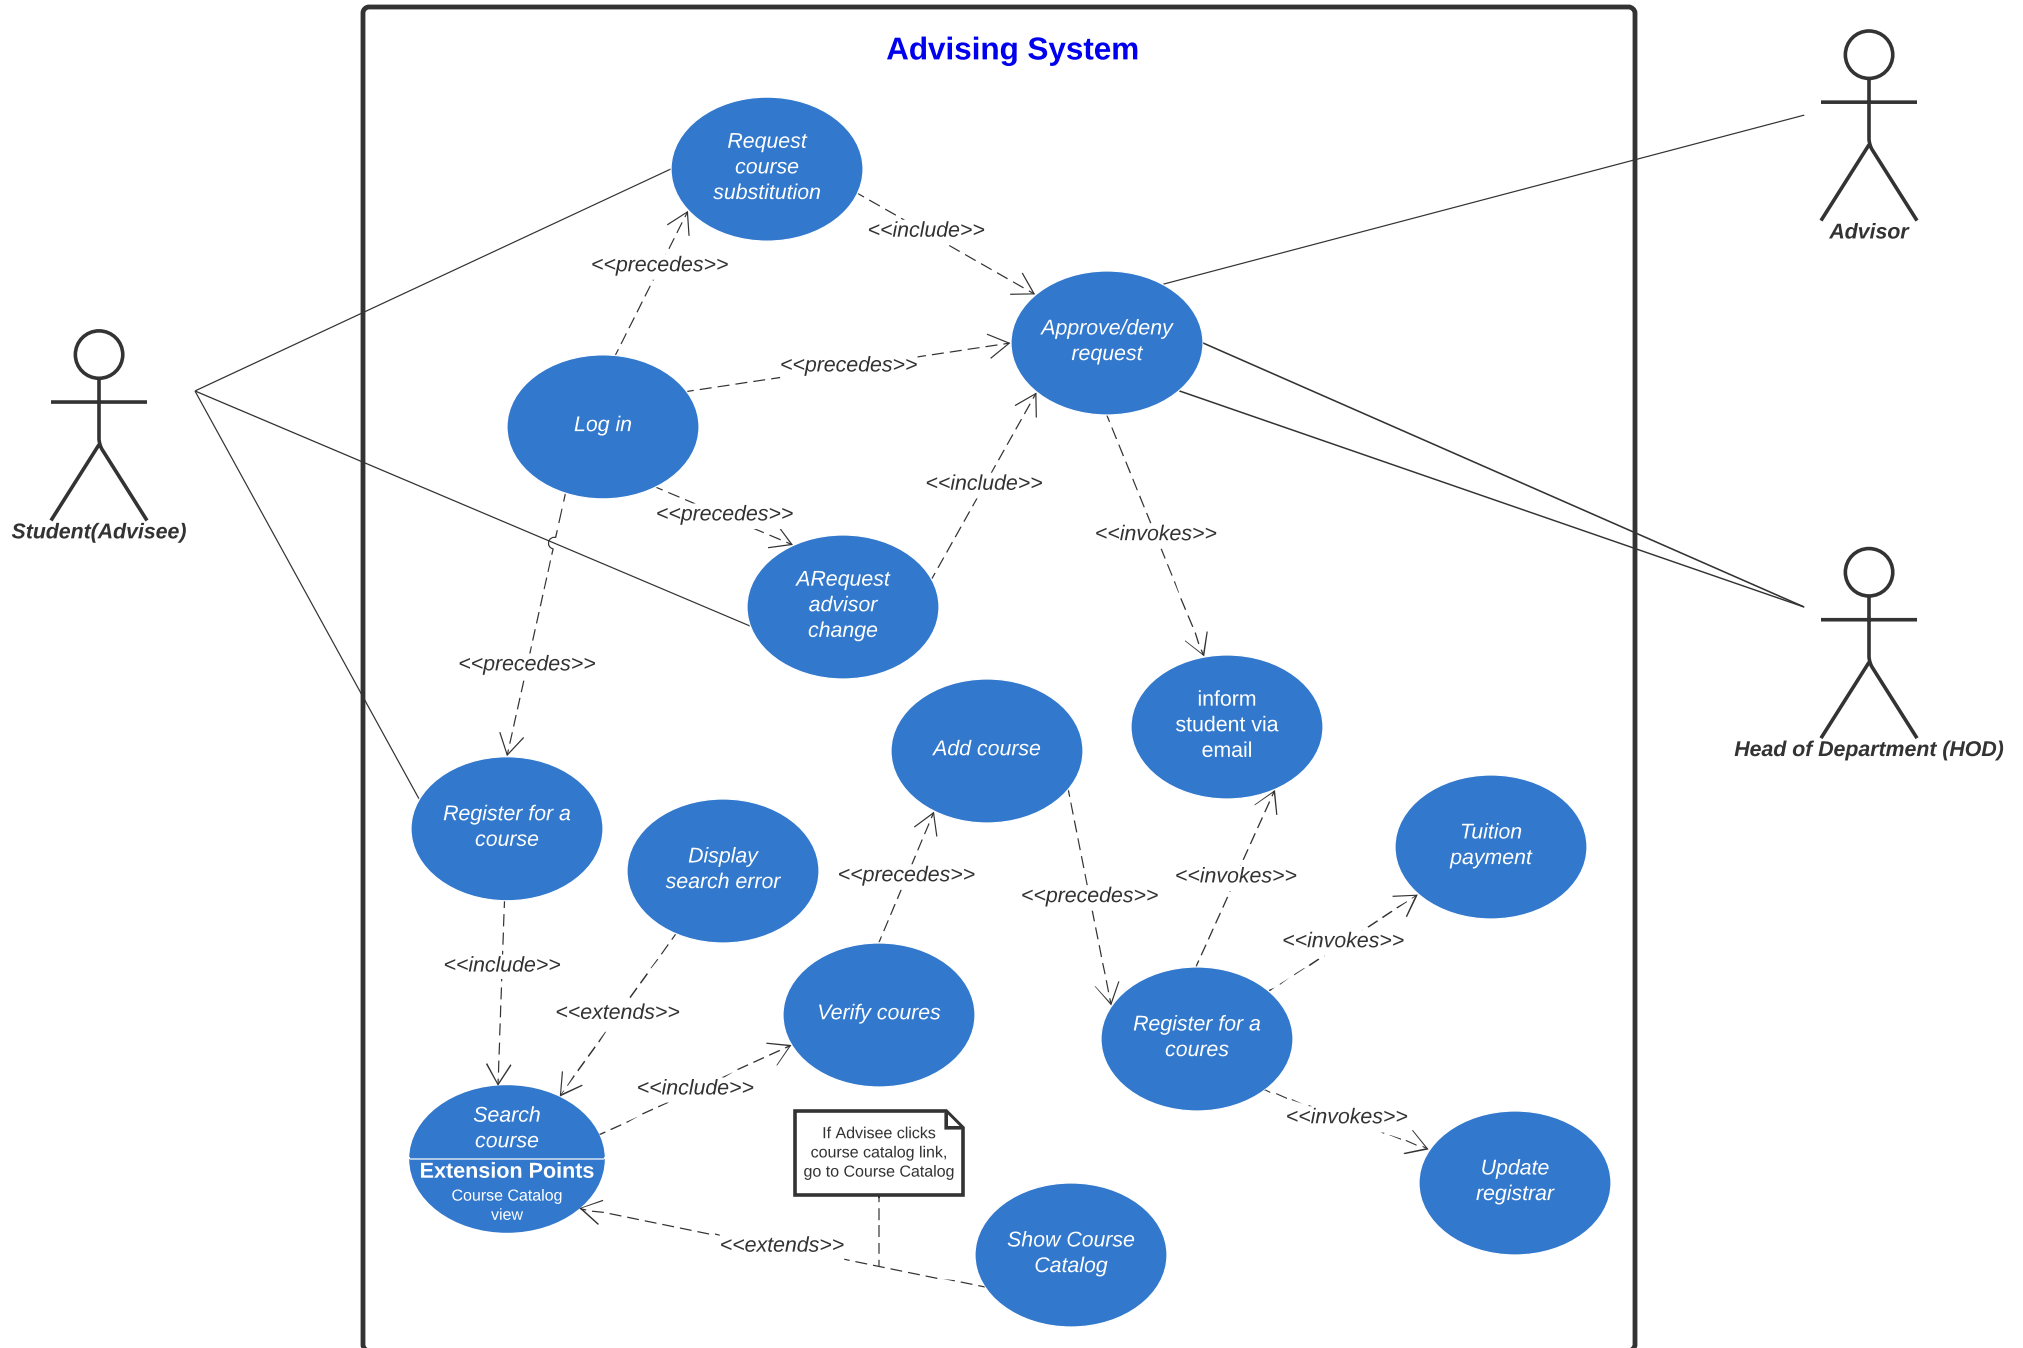 Advising System
Request
course
substitution
<<include>>
Advisor
<<precedes>>
Approve/deny
request
<<precedes>>
Log in
Student(Advisee)
<<include>>
<<precedes>>
<<invokes>>
ARequest
advisor
change
<<precedes>>
inform
student via
email
Add course
Head of Department (HOD)
Register for a
course
Display
search error
Tuition
payment
<<precedes>>
<<invokes>>
<<precedes>>
<<invokes>>
<<include>>
<<extends>>
Verify coures
Register for a
coures
<<include>>
<<invokes>>
Search
course
Extension Points
Course Catalog
view
If Advisee clicks
course catalog link,
go to Course Catalog
Update
registrar
<<extends>>
Show Course
Catalog